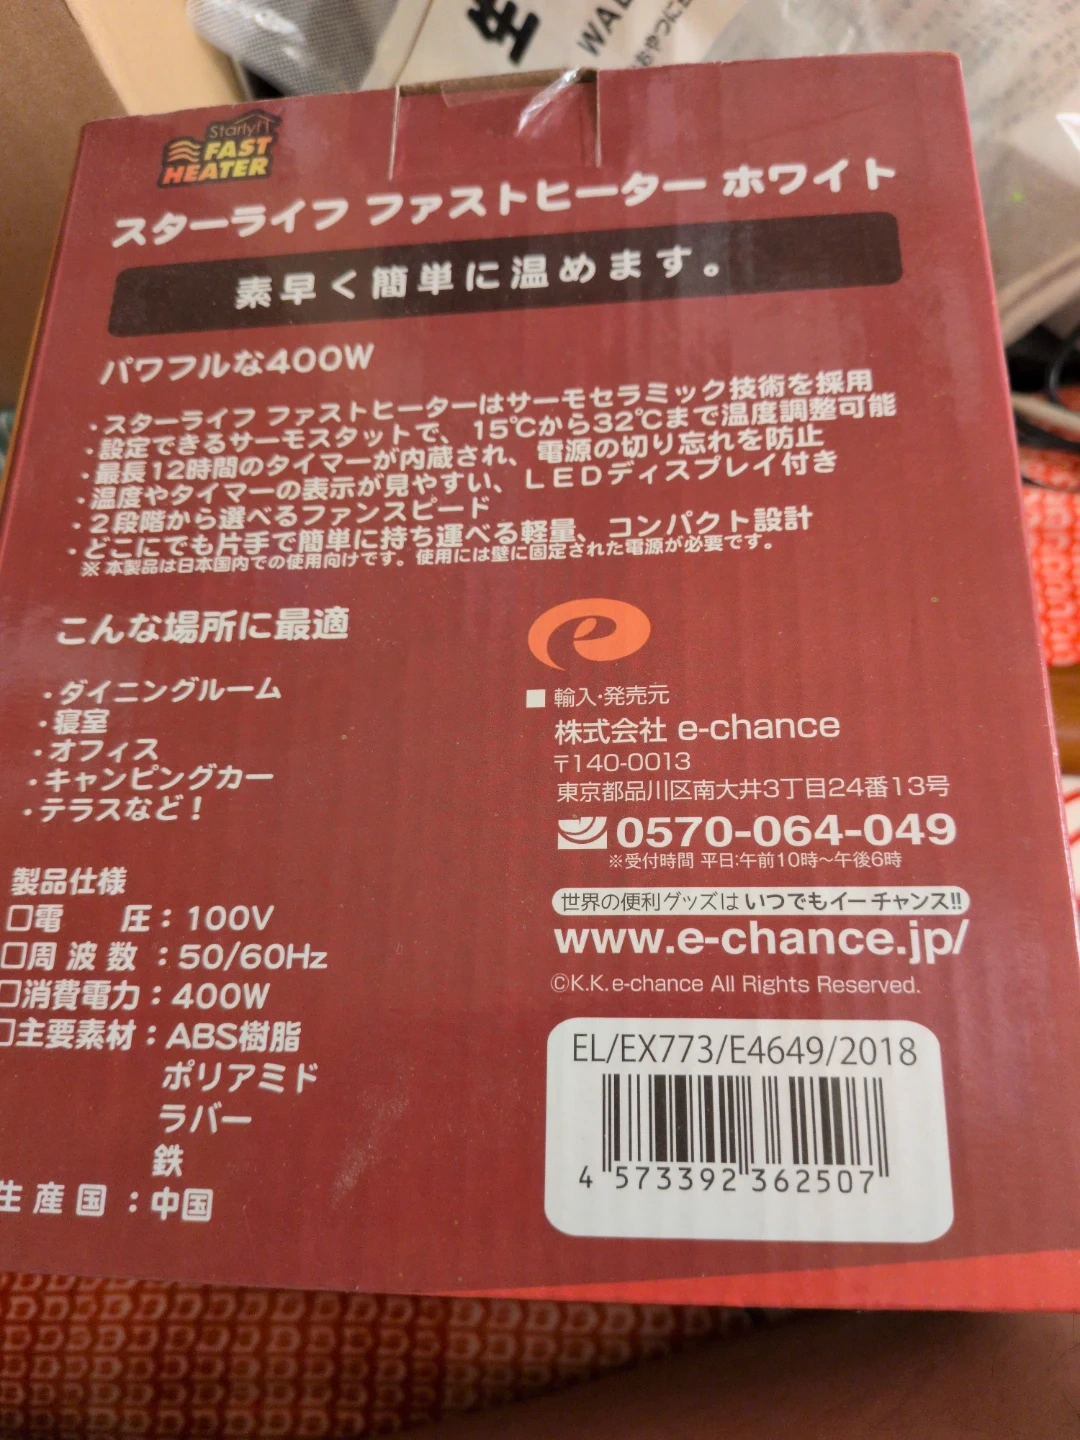 生
WAL
おやつに
Starlyf
FAST
HEATER
スターライフ ファストヒーター ホワイト
素早く簡単に温めます。
パワフルな400W
・スターライフ ファストヒーターはサーモセラミック技術を採用
・設定できるサーモスタットで、15℃から32℃まで温度調整可能
・最長12時間のタイマーが内蔵され、電源の切り忘れを防止
・温度やタイマーの表示が見やすい、LEDディスプレイ付き
・2段階から選べるファンスピード
・どこにでも片手で簡単に持ち運べる軽量、コンパクト設計
※ 本製品は日本国内での使用向けです。使用には壁に固定された電源が必要です。
こんな場所に最適
・ダイニングルーム
・寝室
・オフィス
・キャンピングカー
・テラスなど！
製品仕様
□電 圧：100V
□周波数：50/60Hz
□消費電力：400W
□主要素材：ABS樹脂
ポリアミド
ラバー
鉄
生産国：中国
■ 輸入・発売元
株式会社 e-chance
〒140-0013
東京都品川区南大井3丁目24番13号
0570-064-049
※受付時間 平日:午前10時～午後6時
世界の便利グッズは いつでもイーチャンス!!
www.e-chance.jp/
©K.K.e-chance All Rights Reserved.
EL/EX773/E4649/2018
4 573392 362507